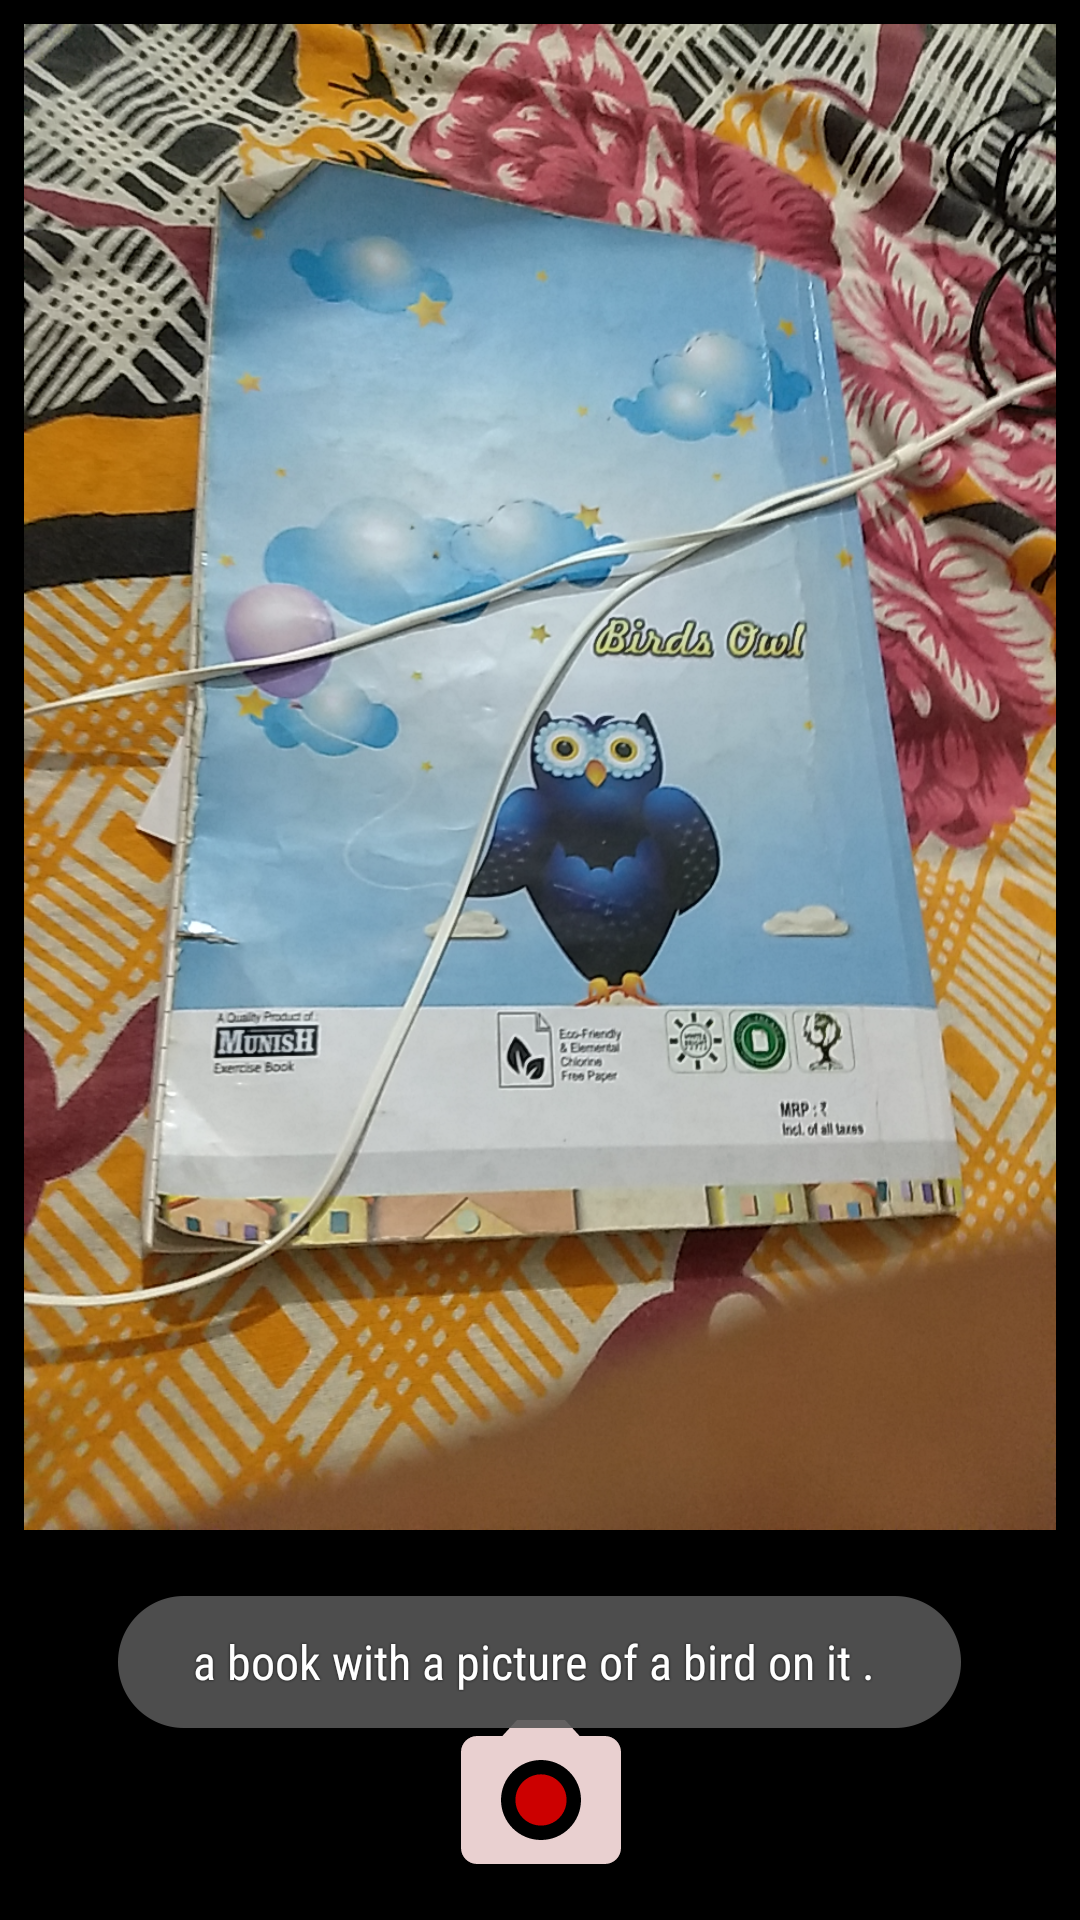 Birds Owl
A Quality Product of :
MUNISH
Exercise Book
Eco-Friendly
& Elemental
Chlorine
Free Paper
MRP : ₹
Incl. of all taxes
a book with a picture of a bird on it .